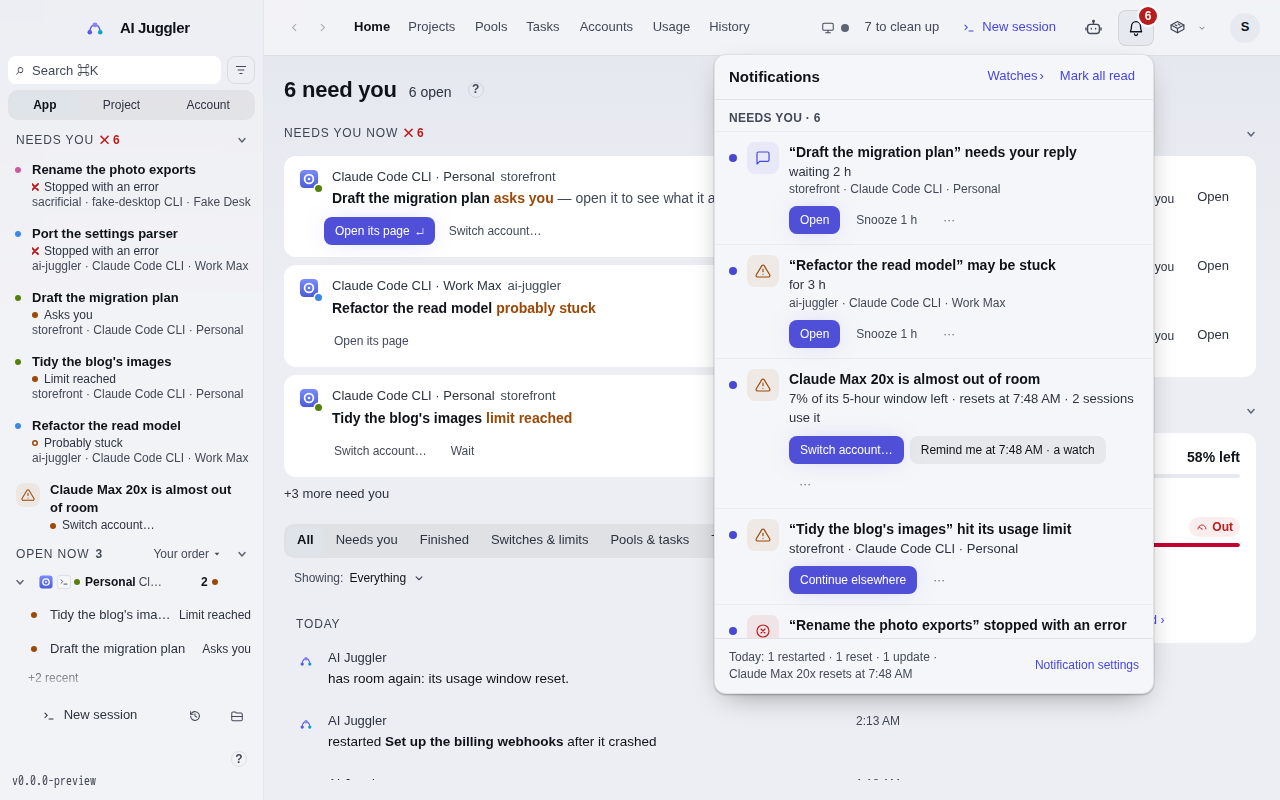 AI Juggler
Search ⌘K
App Project Account
NEEDS YOU 6
Rename the photo exports
Stopped with an error
sacrificial · fake-desktop CLI · Fake Desk
Port the settings parser
Stopped with an error
ai-juggler · Claude Code CLI · Work Max
Draft the migration plan
Asks you
storefront · Claude Code CLI · Personal
Tidy the blog's images
Limit reached
storefront · Claude Code CLI · Personal
Refactor the read model
Probably stuck
ai-juggler · Claude Code CLI · Work Max
Claude Max 20x is almost out
of room
Switch account…
OPEN NOW 3 Your order
Personal Cl… 2
Tidy the blog's ima… Limit reached
Draft the migration plan Asks you
+2 recent
New session
?
v0.0.0-preview
Home Projects Pools Tasks Accounts Usage History
7 to clean up New session 6 S
6 need you 6 open ?
NEEDS YOU NOW 6
Claude Code CLI · Personal storefront
Draft the migration plan asks you — open it to see what it a
Open its page Switch account…
Claude Code CLI · Work Max ai-juggler
Refactor the read model probably stuck
Open its page
Claude Code CLI · Personal storefront
Tidy the blog's images limit reached
Switch account… Wait
+3 more need you
All Needs you Finished Switches & limits Pools & tasks
Showing: Everything
TODAY
AI Juggler
has room again: its usage window reset.
AI Juggler 2:13 AM
restarted Set up the billing webhooks after it crashed
Notifications Watches › Mark all read
NEEDS YOU · 6
“Draft the migration plan” needs your reply
waiting 2 h
storefront · Claude Code CLI · Personal
Open Snooze 1 h ···
“Refactor the read model” may be stuck
for 3 h
ai-juggler · Claude Code CLI · Work Max
Open Snooze 1 h ···
Claude Max 20x is almost out of room
7% of its 5-hour window left · resets at 7:48 AM · 2 sessions
use it
Switch account… Remind me at 7:48 AM · a watch
···
“Tidy the blog's images” hit its usage limit
storefront · Claude Code CLI · Personal
Continue elsewhere ···
“Rename the photo exports” stopped with an error
Today: 1 restarted · 1 reset · 1 update ·
Claude Max 20x resets at 7:48 AM
Notification settings
you Open
you Open
you Open
58% left
Out